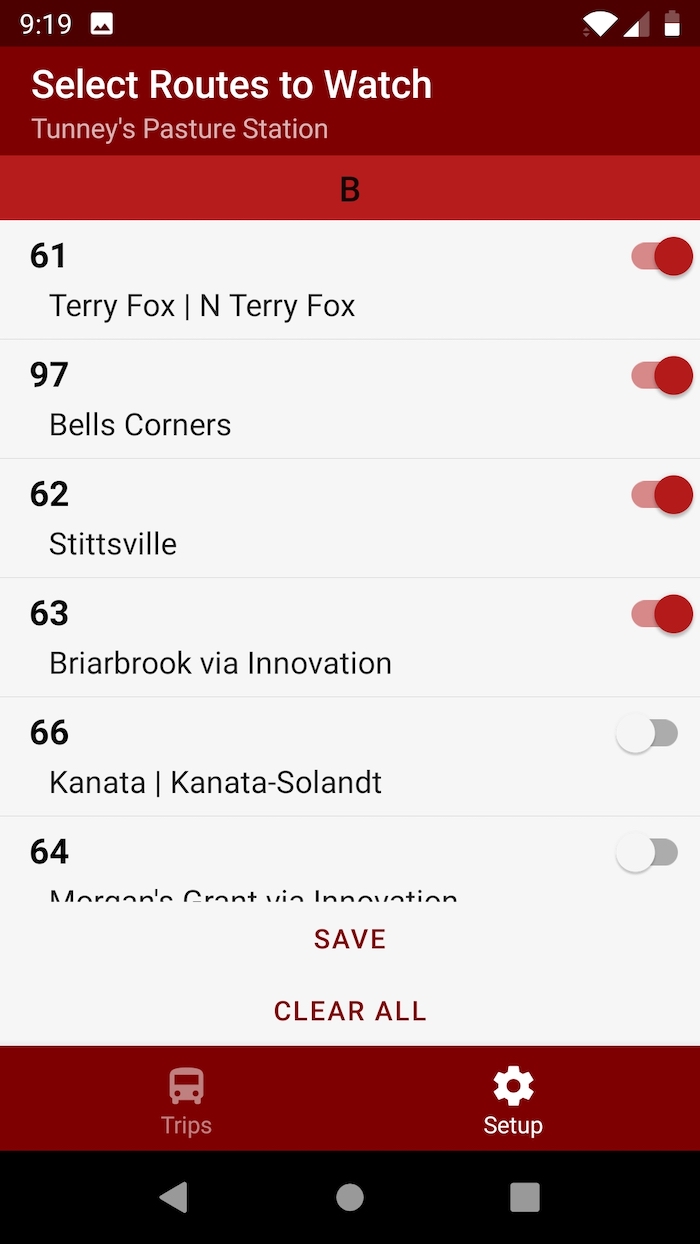 9:19
Select Routes to Watch
Tunney's Pasture Station
B
61
Terry Fox | N Terry Fox
97
Bells Corners
62
Stittsville
63
Briarbrook via Innovation
66
Kanata | Kanata-Solandt
64
Morgan's Grant via Innovation
SAVE
CLEAR ALL
Trips
Setup